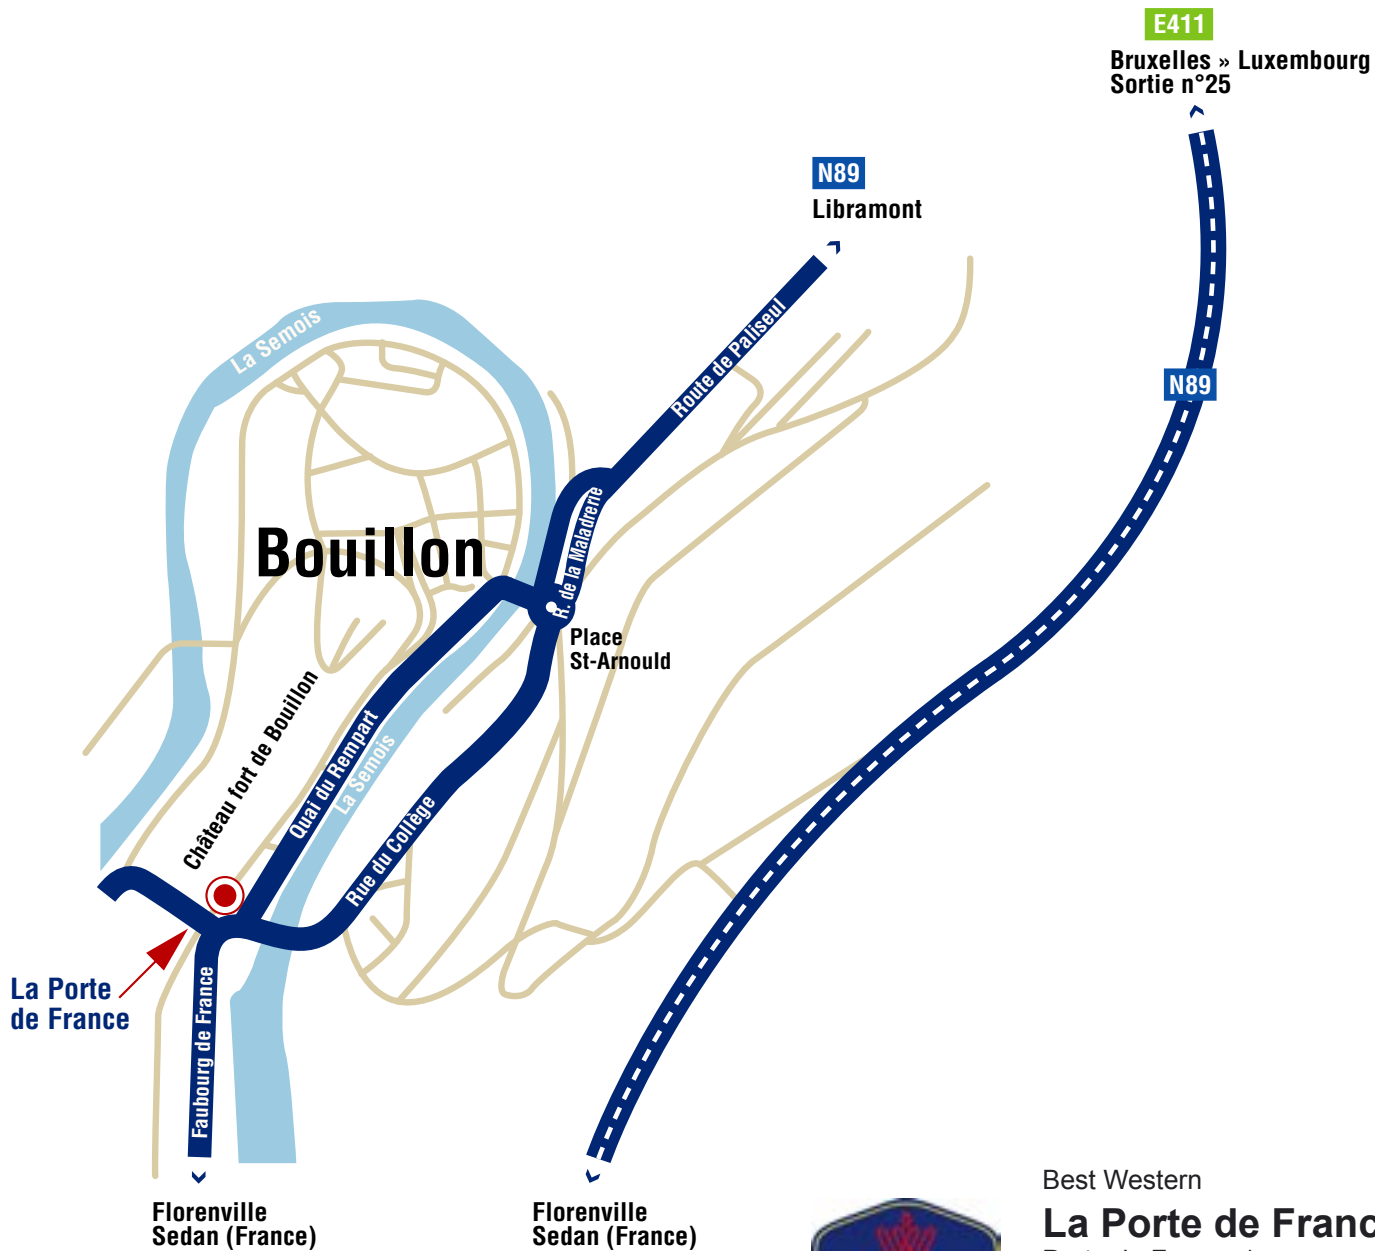 E411
Bruxelles » Luxembourg
Sortie n°25
N89
Libramont
La Semois
Route de Paliseul
N89
R. de la Maladrerie
Bouillon
Place
St-Arnould
Château fort de Bouillon
Quai du Rempart
La Semois
Rue du Collège
La Porte
de France
Faubourg de France
Florenville
Sedan (France)
Florenville
Sedan (France)
Best Western
La Porte de Franc